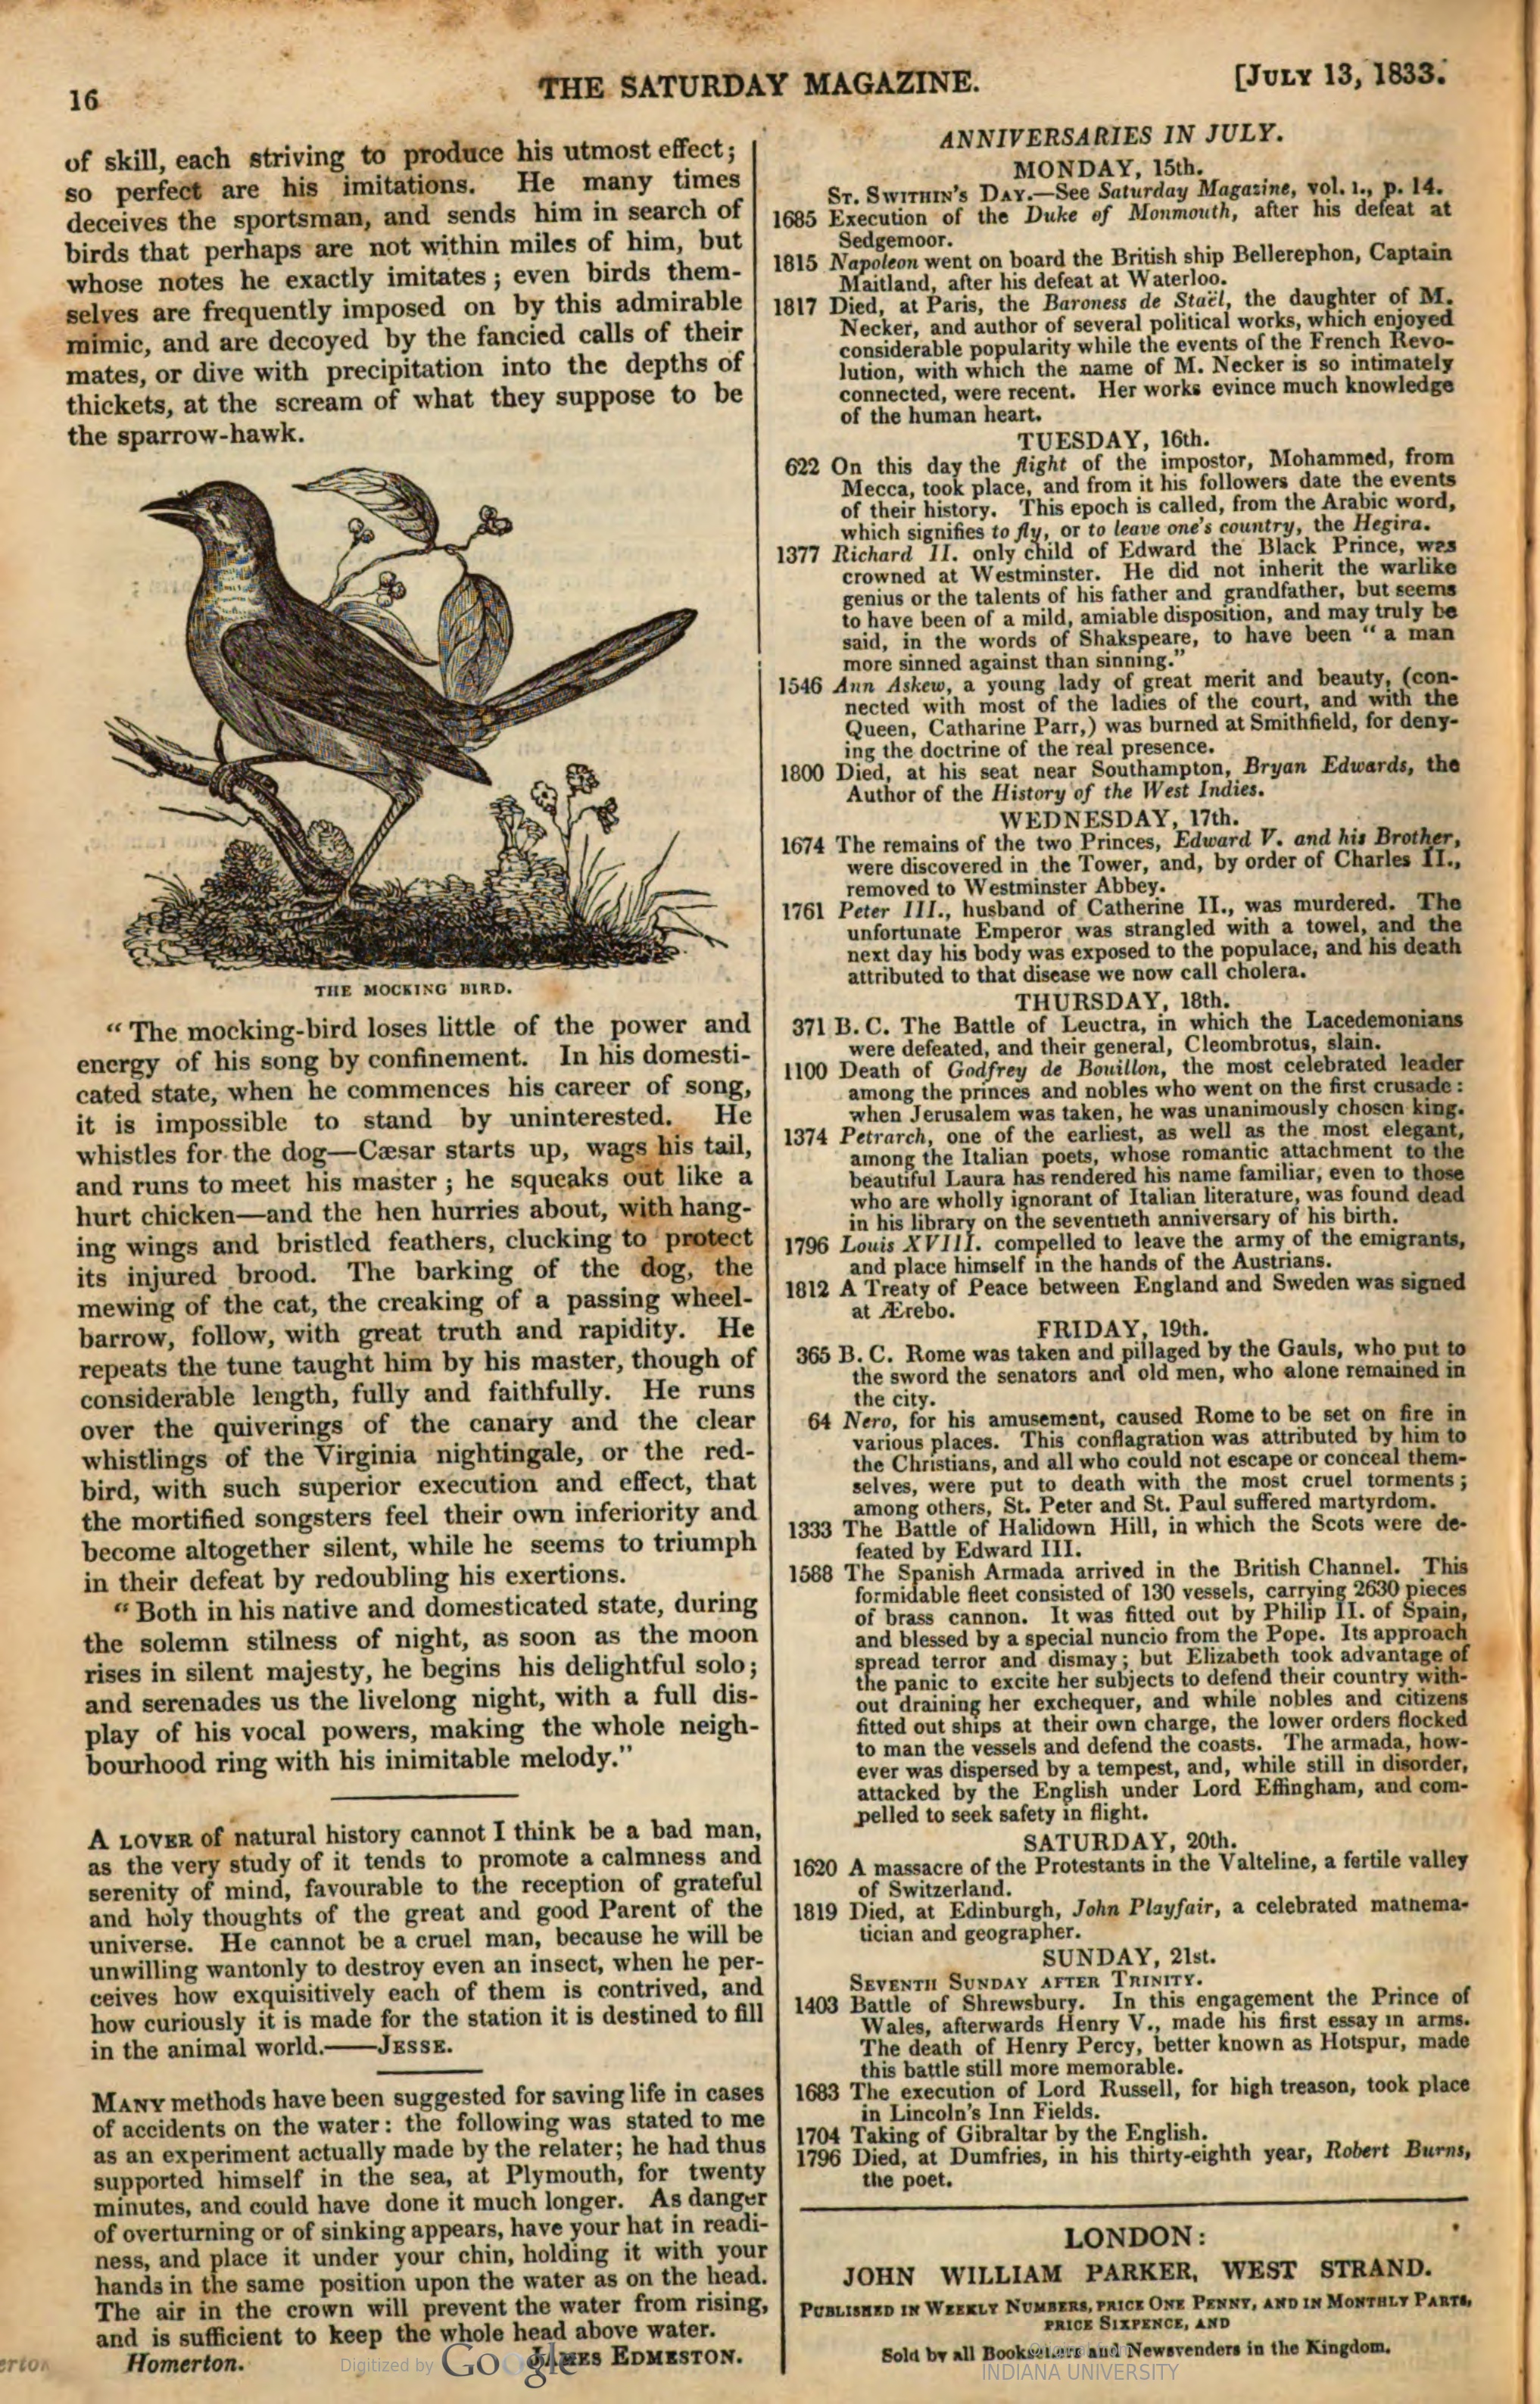 16
THE SATURDAY MAGAZINE.
[JULY 13, 1833.
of skill, each striving to produce his utmost effect;
so perfect are his imitations. He many times
deceives the sportsman, and sends him in search of
birds that perhaps are not within miles of him, but
whose notes he exactly imitates; even birds them-
selves are frequently imposed on by this admirable
mimic, and are decoyed by the fancied calls of their
mates, or dive with precipitation into the depths of
thickets, at the scream of what they suppose to be
the sparrow-hawk.
THE MOCKING BIRD.
"The mocking-bird loses little of the power and
energy of his song by confinement. In his domesti-
cated state, when he commences his career of song,
it is impossible to stand by uninterested. He
whistles for the dog—Cæsar starts up, wags his tail,
and runs to meet his master; he squeaks out like a
hurt chicken—and the hen hurries about, with hang-
ing wings and bristled feathers, clucking to protect
its injured brood. The barking of the dog, the
mewing of the cat, the creaking of a passing wheel-
barrow, follow, with great truth and rapidity. He
repeats the tune taught him by his master, though of
considerable length, fully and faithfully. He runs
over the quiverings of the canary and the clear
whistlings of the Virginia nightingale, or the red-
bird, with such superior execution and effect, that
the mortified songsters feel their own inferiority and
become altogether silent, while he seems to triumph
in their defeat by redoubling his exertions.
"Both in his native and domesticated state, during
the solemn stilness of night, as soon as the moon
rises in silent majesty, he begins his delightful solo;
and serenades us the livelong night, with a full dis-
play of his vocal powers, making the whole neigh-
bourhood ring with his inimitable melody."
A LOVER of natural history cannot I think be a bad man,
as the very study of it tends to promote a calmness and
serenity of mind, favourable to the reception of grateful
and holy thoughts of the great and good Parent of the
universe. He cannot be a cruel man, because he will be
unwilling wantonly to destroy even an insect, when he per-
ceives how exquisitively each of them is contrived, and
how curiously it is made for the station it is destined to fill
in the animal world.——JESSE.
MANY methods have been suggested for saving life in cases
of accidents on the water: the following was stated to me
as an experiment actually made by the relater; he had thus
supported himself in the sea, at Plymouth, for twenty
minutes, and could have done it much longer. As danger
of overturning or of sinking appears, have your hat in readi-
ness, and place it under your chin, holding it with your
hands in the same position upon the water as on the head.
The air in the crown will prevent the water from rising,
and is sufficient to keep the whole head above water.
Homerton. JAMES EDMESTON.
ANNIVERSARIES IN JULY.
MONDAY, 15th.
ST. SWITHIN'S DAY.—See Saturday Magazine, vol. 1., p. 14.
1685 Execution of the Duke of Monmouth, after his defeat at
Sedgemoor.
1815 Napoleon went on board the British ship Bellerephon, Captain
Maitland, after his defeat at Waterloo.
1817 Died, at Paris, the Baroness de Staël, the daughter of M.
Necker, and author of several political works, which enjoyed
considerable popularity while the events of the French Revo-
lution, with which the name of M. Necker is so intimately
connected, were recent. Her works evince much knowledge
of the human heart.
TUESDAY, 16th.
622 On this day the flight of the impostor, Mohammed, from
Mecca, took place, and from it his followers date the events
of their history. This epoch is called, from the Arabic word,
which signifies to fly, or to leave one's country, the Hegira.
1377 Richard II. only child of Edward the Black Prince, was
crowned at Westminster. He did not inherit the warlike
genius or the talents of his father and grandfather, but seems
to have been of a mild, amiable disposition, and may truly be
said, in the words of Shakspeare, to have been "a man
more sinned against than sinning."
1546 Ann Askew, a young lady of great merit and beauty, (con-
nected with most of the ladies of the court, and with the
Queen, Catharine Parr,) was burned at Smithfield, for deny-
ing the doctrine of the real presence.
1800 Died, at his seat near Southampton, Bryan Edwards, the
Author of the History of the West Indies.
WEDNESDAY, 17th.
1674 The remains of the two Princes, Edward V. and his Brother,
were discovered in the Tower, and, by order of Charles II.,
removed to Westminster Abbey.
1761 Peter III., husband of Catherine II., was murdered. The
unfortunate Emperor was strangled with a towel, and the
next day his body was exposed to the populace, and his death
attributed to that disease we now call cholera.
THURSDAY, 18th.
371 B.C. The Battle of Leuctra, in which the Lacedemonians
were defeated, and their general, Cleombrotus, slain.
1100 Death of Godfrey de Bouillon, the most celebrated leader
among the princes and nobles who went on the first crusade:
when Jerusalem was taken, he was unanimously chosen king.
1374 Petrarch, one of the earliest, as well as the most elegant,
among the Italian poets, whose romantic attachment to the
beautiful Laura has rendered his name familiar, even to those
who are wholly ignorant of Italian literature, was found dead
in his library on the seventieth anniversary of his birth.
1796 Louis XVIII. compelled to leave the army of the emigrants,
and place himself in the hands of the Austrians.
1812 A Treaty of Peace between England and Sweden was signed
at Ærebo.
FRIDAY, 19th.
365 B.C. Rome was taken and pillaged by the Gauls, who put to
the sword the senators and old men, who alone remained in
the city.
64 Nero, for his amusement, caused Rome to be set on fire in
various places. This conflagration was attributed by him to
the Christians, and all who could not escape or conceal them-
selves, were put to death with the most cruel torments;
among others, St. Peter and St. Paul suffered martyrdom.
1333 The Battle of Halidown Hill, in which the Scots were de-
feated by Edward III.
1588 The Spanish Armada arrived in the British Channel. This
formidable fleet consisted of 130 vessels, carrying 2630 pieces
of brass cannon. It was fitted out by Philip II. of Spain,
and blessed by a special nuncio from the Pope. Its approach
spread terror and dismay; but Elizabeth took advantage of
the panic to excite her subjects to defend their country with-
out draining her exchequer, and while nobles and citizens
fitted out ships at their own charge, the lower orders flocked
to man the vessels and defend the coasts. The armada, how-
ever was dispersed by a tempest, and, while still in disorder,
attacked by the English under Lord Effingham, and com-
pelled to seek safety in flight.
SATURDAY, 20th.
1620 A massacre of the Protestants in the Valteline, a fertile valley
of Switzerland.
1819 Died, at Edinburgh, John Playfair, a celebrated matnema-
tician and geographer.
SUNDAY, 21st.
SEVENTH SUNDAY AFTER TRINITY.
1403 Battle of Shrewsbury. In this engagement the Prince of
Wales, afterwards Henry V., made his first essay in arms.
The death of Henry Percy, better known as Hotspur, made
this battle still more memorable.
1683 The execution of Lord Russell, for high treason, took place
in Lincoln's Inn Fields.
1704 Taking of Gibraltar by the English.
1796 Died, at Dumfries, in his thirty-eighth year, Robert Burns,
the poet.
LONDON:
JOHN WILLIAM PARKER, WEST STRAND.
PUBLISHED IN WEEKLY NUMBERS, PRICE ONE PENNY, AND IN MONTHLY PARTS,
PRICE SIXPENCE, AND
Sold by all Booksellers and Newsvenders in the Kingdom.
Digitized by Google
INDIANA UNIVERSITY